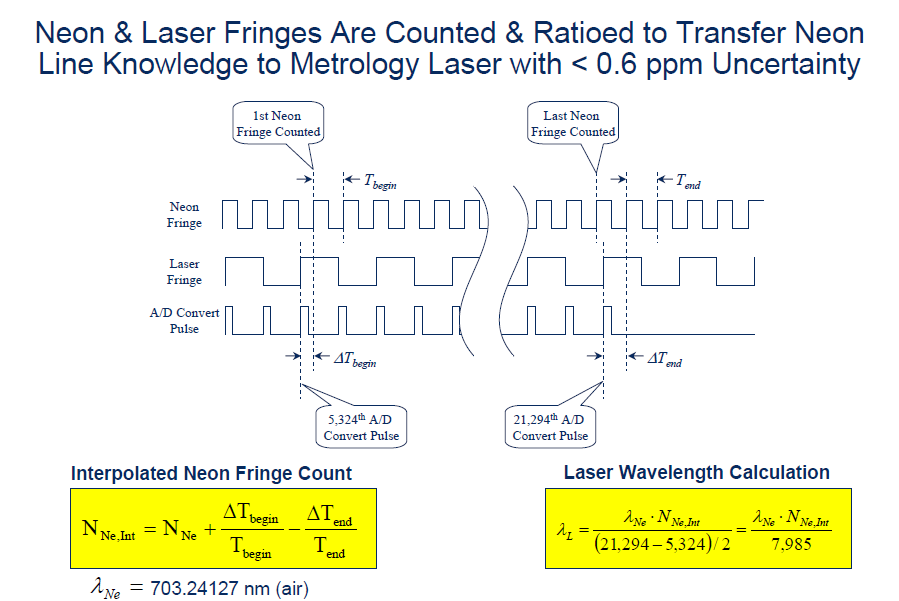 Neon & Laser Fringes Are Counted & Ratioed to Transfer Neon
Line Knowledge to Metrology Laser with < 0.6 ppm Uncertainty
1st Neon
Fringe Counted
Last Neon
Fringe Counted
T_begin
T_end
Neon
Fringe
Laser
Fringe
A/D Convert
Pulse
ΔT_begin
ΔT_end
5,324th A/D
Convert Pulse
21,294th A/D
Convert Pulse
Interpolated Neon Fringe Count
N_Ne,Int = N_Ne + ΔT_begin / T_begin − ΔT_end / T_end
λ_Ne = 703.24127 nm (air)
Laser Wavelength Calculation
λ_L = λ_Ne · N_Ne,Int / (21,294 − 5,324) / 2 = λ_Ne · N_Ne,Int / 7,985